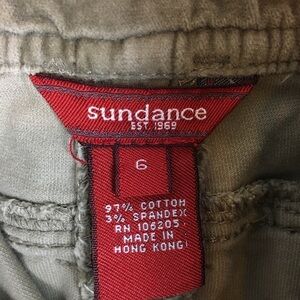 sundance
EST. 1969
6
97% COTTON
3% SPANDEX
RN 106205
MADE IN
HONG KONG